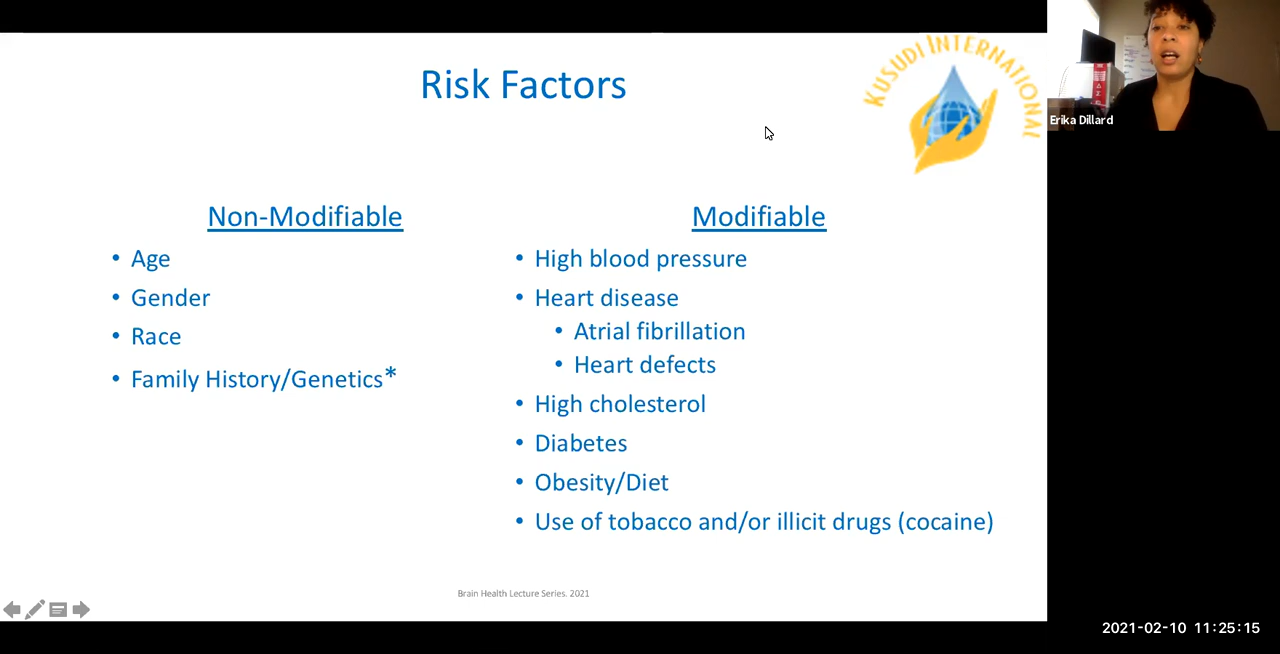 Risk Factors
KUSUDI INTERNATIONAL
Erika Dillard
Non-Modifiable
• Age
• Gender
• Race
• Family History/Genetics*
Modifiable
• High blood pressure
• Heart disease
• Atrial fibrillation
• Heart defects
• High cholesterol
• Diabetes
• Obesity/Diet
• Use of tobacco and/or illicit drugs (cocaine)
Brain Health Lecture Series. 2021
2021-02-10 11:25:15